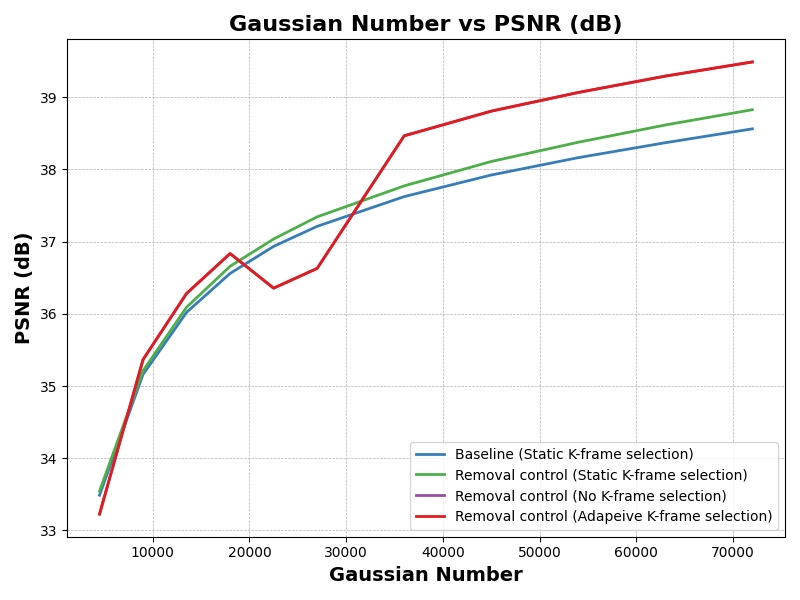 Gaussian Number vs PSNR (dB)
PSNR (dB)
39
38
37
36
35
34
33
Baseline (Static K-frame selection)
Removal control (Static K-frame selection)
Removal control (No K-frame selection)
Removal control (Adapeive K-frame selection)
10000 20000 30000 40000 50000 60000 70000
Gaussian Number